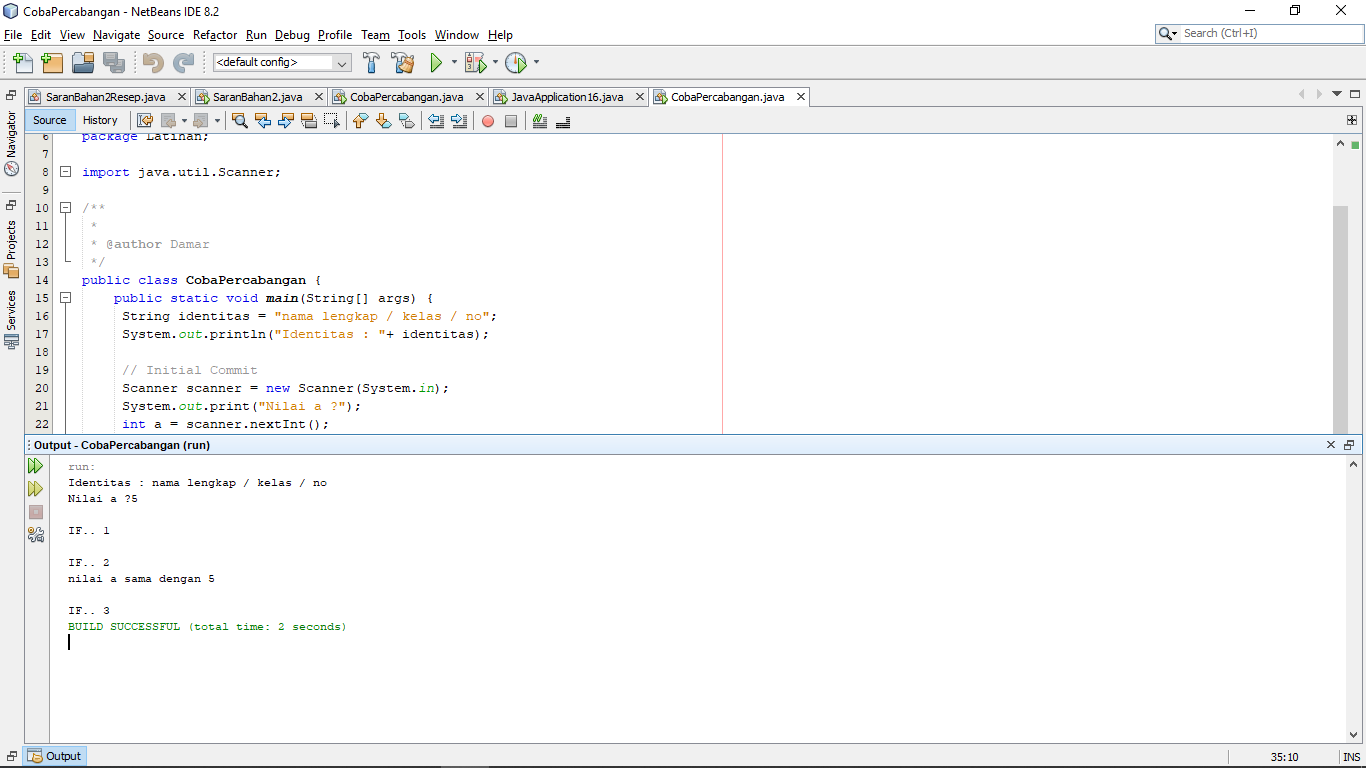 CobaPercabangan - NetBeans IDE 8.2
File Edit View Navigate Source Refactor Run Debug Profile Team Tools Window Help
Search (Ctrl+I)
<default config>
SaranBahan2Resep.java SaranBahan2.java CobaPercabangan.java JavaApplication16.java CobaPercabangan.java
Source History
Navigator
Projects
Services
6 package Latihan;
7
8 import java.util.Scanner;
9
10 /**
11 *
12 * @author Damar
13 */
14 public class CobaPercabangan {
15 public static void main(String[] args) {
16 String identitas = "nama lengkap / kelas / no";
17 System.out.println("Identitas : "+ identitas);
18
19 // Initial Commit
20 Scanner scanner = new Scanner(System.in);
21 System.out.print("Nilai a ?");
22 int a = scanner.nextInt();
Output - CobaPercabangan (run)
run:
Identitas : nama lengkap / kelas / no
Nilai a ?5
IF.. 1
IF.. 2
nilai a sama dengan 5
IF.. 3
BUILD SUCCESSFUL (total time: 2 seconds)
Output
35:10
INS